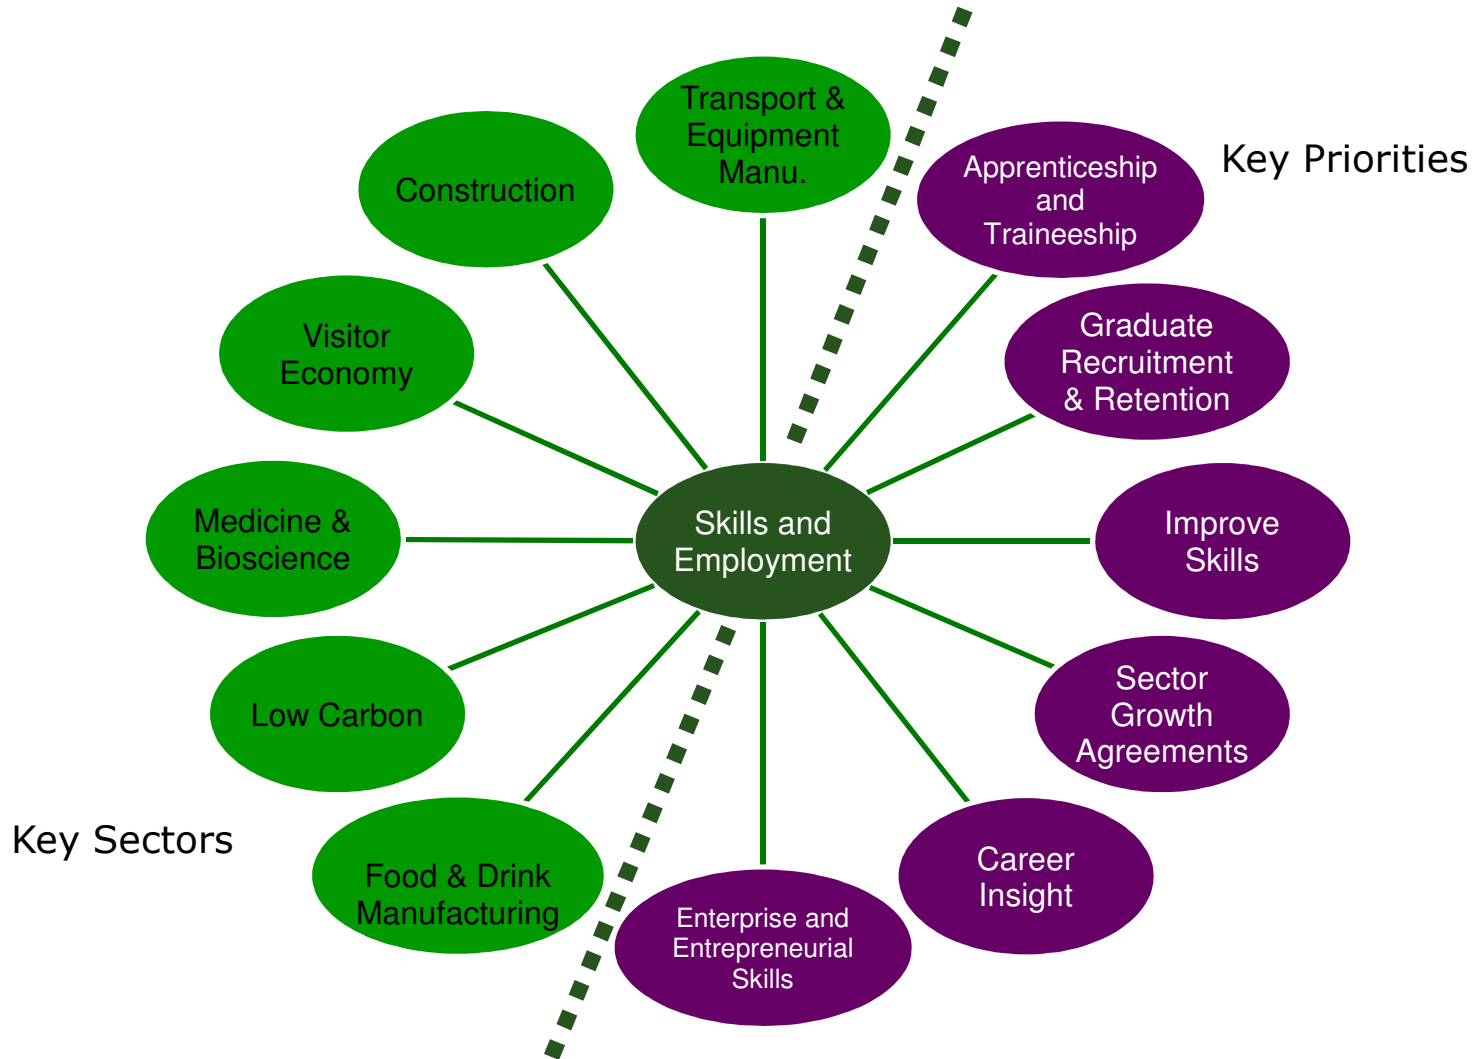 Transport &
Equipment
Manu.
Construction
Apprenticeship
and
Traineeship
Key Priorities
Visitor
Economy
Graduate
Recruitment
& Retention
Medicine &
Bioscience
Skills and
Employment
Improve
Skills
Low Carbon
Sector
Growth
Agreements
Key Sectors
Food & Drink
Manufacturing
Career
Insight
Enterprise and
Entrepreneurial
Skills